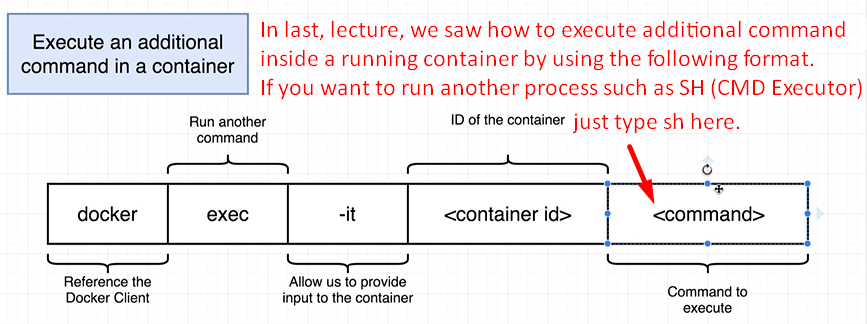 Execute an additional
command in a container
In last, lecture, we saw how to execute additional command
inside a running container by using the following format.
If you want to run another process such as SH (CMD Executor)
just type sh here.
Run another
command
ID of the container
docker
exec
-it
<container id>
<command>
Reference the
Docker Client
Allow us to provide
input to the container
Command to
execute